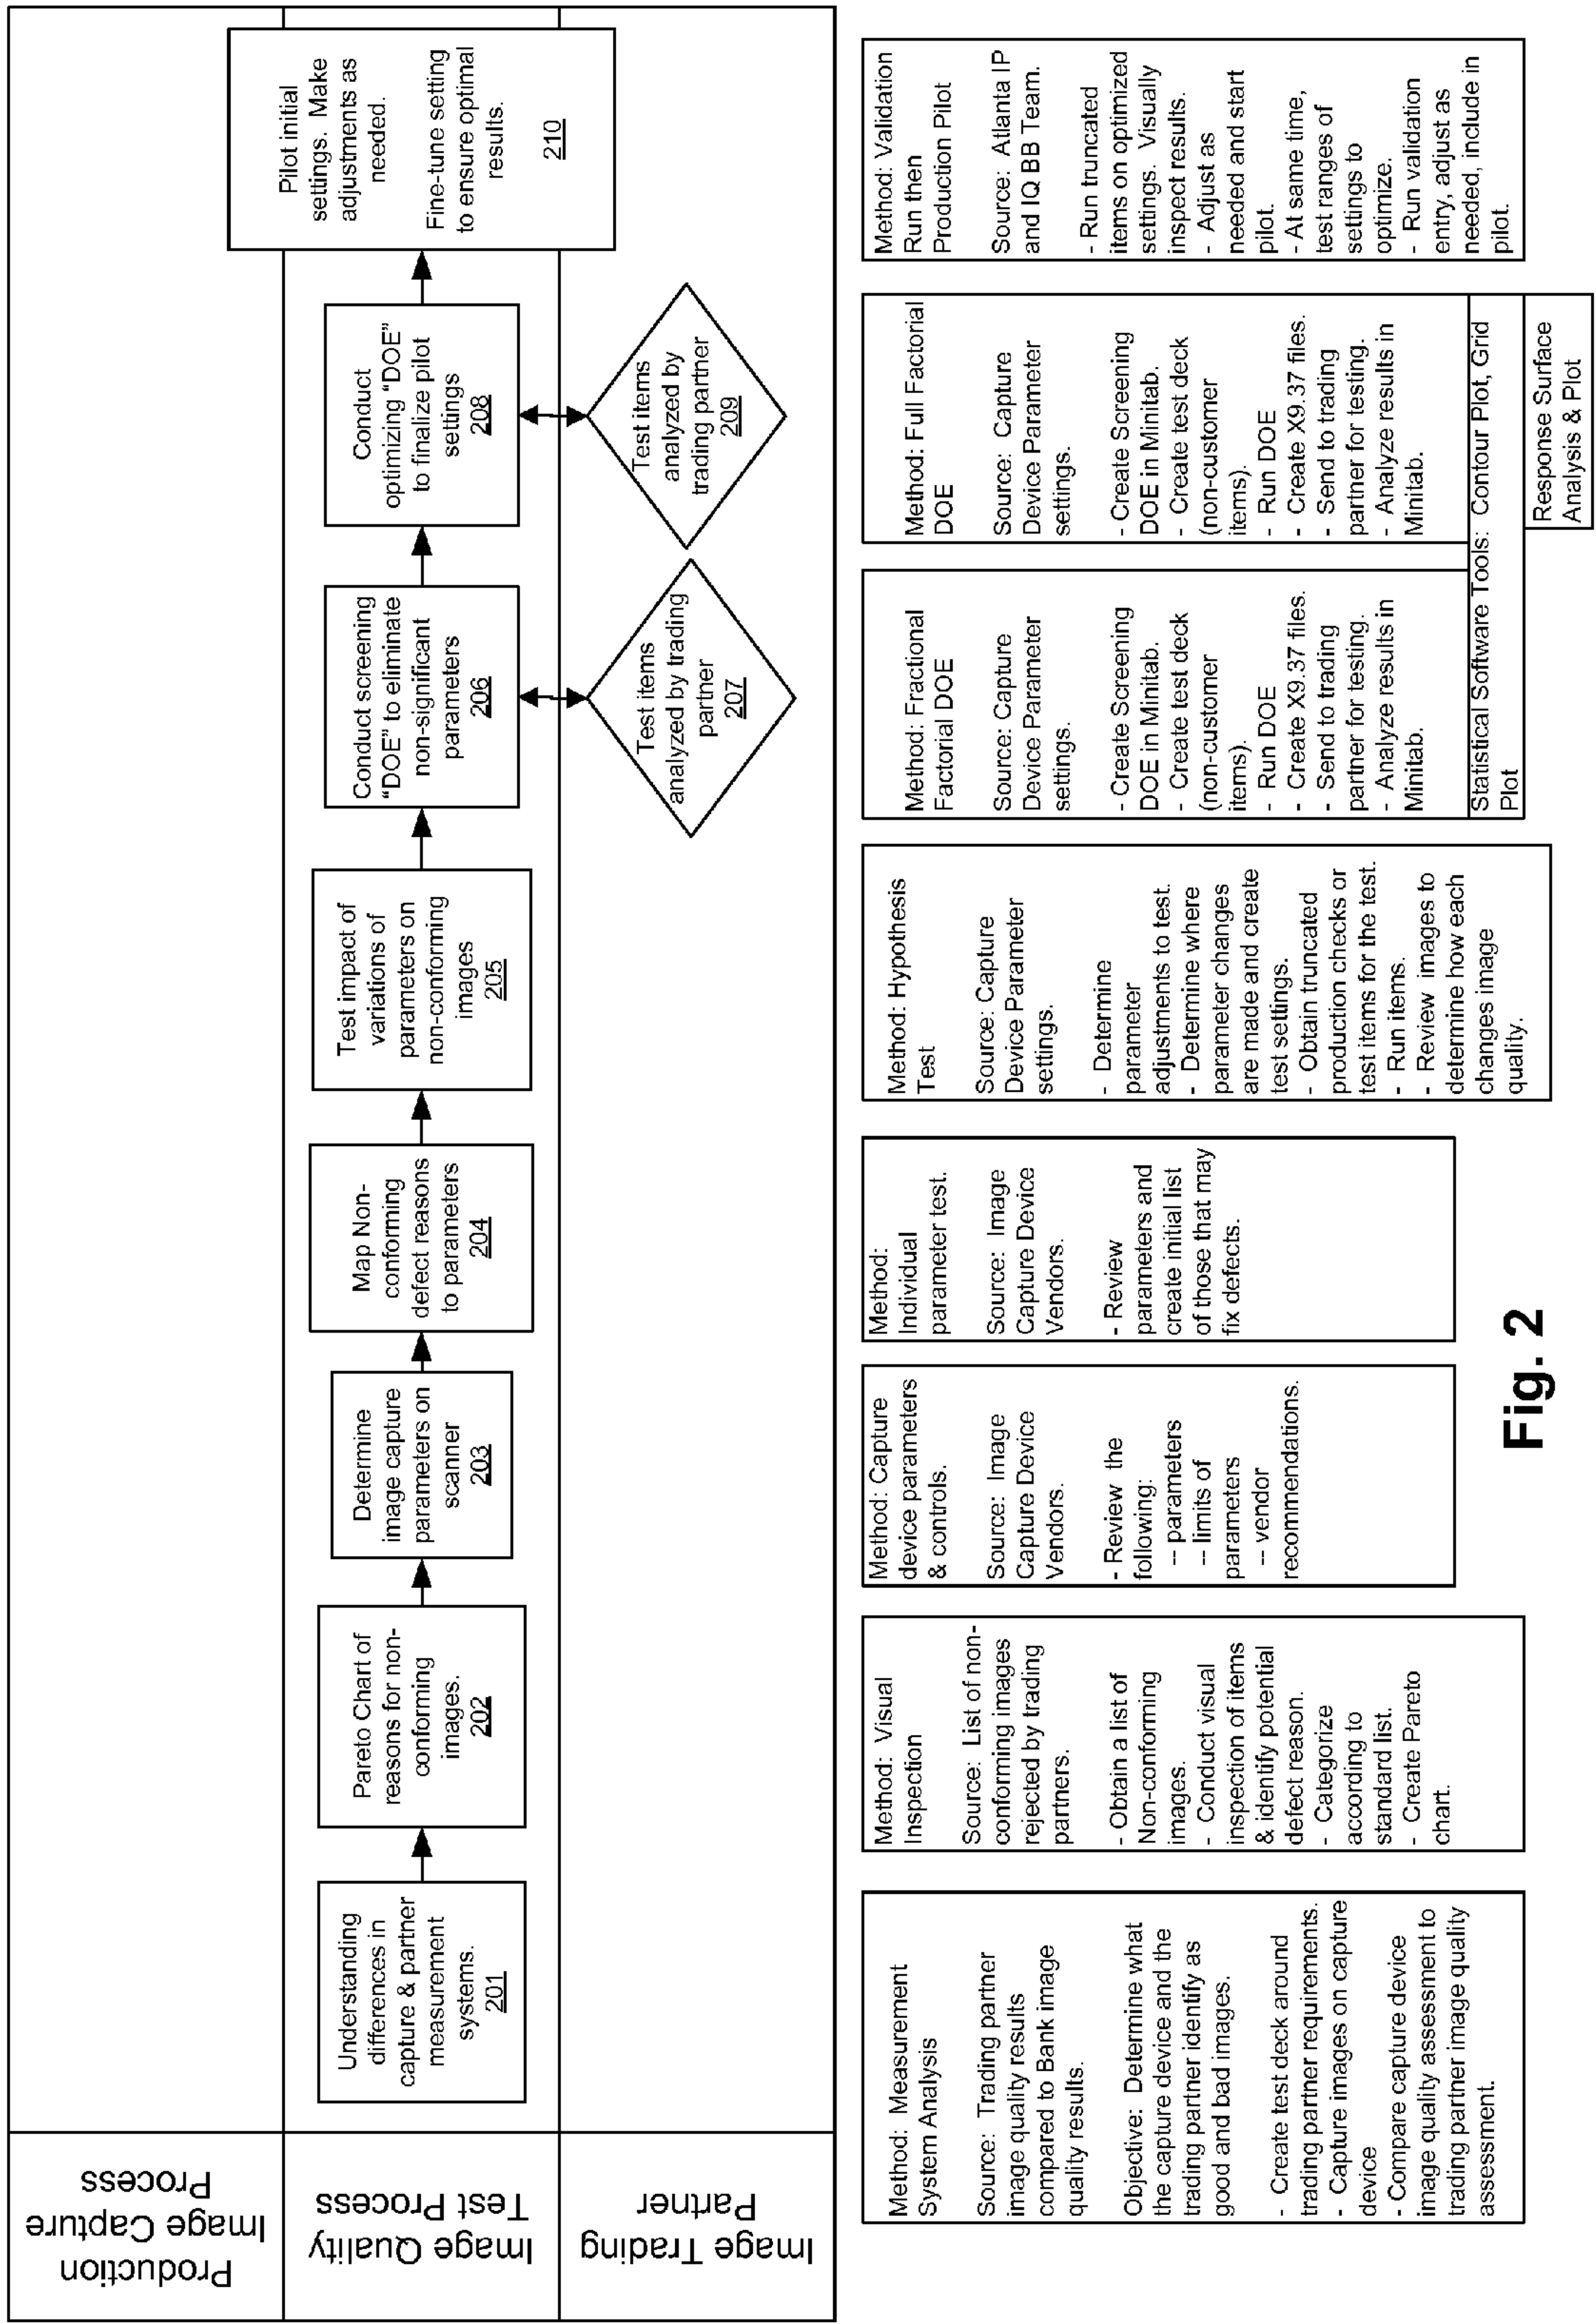 Production
Image Capture
Process
Image Quality
Test Process
Image Trading
Partner
Understanding
differences in
capture & partner
measurement
systems.
201
Pareto Chart of
reasons for non-
conforming
images.
202
Determine
image capture
parameters on
scanner
203
Map Non-
conforming
defect reasons
to parameters
204
Test impact of
variations of
parameters on
non-conforming
images
205
Conduct screening
"DOE" to eliminate
non-significant
parameters
206
Conduct
optimizing "DOE"
to finalize pilot
settings
208
Pilot initial
settings. Make
adjustments as
needed.
Fine-tune setting
to ensure optimal
results.
210
Test items
analyzed by trading
partner
207
Test items
analyzed by
trading partner
209
Method: Measurement
System Analysis
Source: Trading partner
image quality results
compared to Bank image
quality results.
Objective: Determine what
the capture device and the
trading partner identify as
good and bad images.
- Create test deck around
trading partner requirements.
- Capture images on capture
device
- Compare capture device
image quality assessment to
trading partner image quality
assessment.
Method: Visual
Inspection
Source: List of non-
conforming images
rejected by trading
partners.
- Obtain a list of
Non-conforming
images.
- Conduct visual
inspection of items
& identify potential
defect reason.
- Categorize
according to
standard list.
- Create Pareto
chart.
Method: Capture
device parameters
& controls.
Source: Image
Capture Device
Vendors.
- Review the
following:
-- parameters
-- limits of
parameters
-- vendor
recommendations.
Method:
Individual
parameter test.
Source: Image
Capture Device
Vendors.
- Review
parameters and
create initial list
of those that may
fix defects.
Method: Hypothesis
Test
Source: Capture
Device Parameter
settings.
- Determine
parameter
adjustments to test.
- Determine where
parameter changes
are made and create
test settings.
- Obtain truncated
production checks or
test items for the test.
- Run items.
- Review images to
determine how each
changes image
quality.
Method: Fractional
Factorial DOE
Source: Capture
Device Parameter
settings.
- Create Screening
DOE in Minitab.
- Create test deck
(non-customer
items).
- Run DOE
- Create X9.37 files.
- Send to trading
partner for testing.
- Analyze results in
Minitab.
Method: Full Factorial
DOE
Source: Capture
Device Parameter
settings.
- Create Screening
DOE in Minitab.
- Create test deck
(non-customer
items).
- Run DOE
- Create X9.37 files.
- Send to trading
partner for testing.
- Analyze results in
Minitab.
Statistical Software Tools: Contour Plot, Grid
Plot
Response Surface
Analysis & Plot
Method: Validation
Run then
Production Pilot
Source: Atlanta IP
and IQ BB Team.
- Run truncated
items on optimized
settings. Visually
inspect results.
- Adjust as
needed and start
pilot.
- At same time,
test ranges of
settings to
optimize.
- Run validation
entry, adjust as
needed, include in
pilot.
Fig. 2